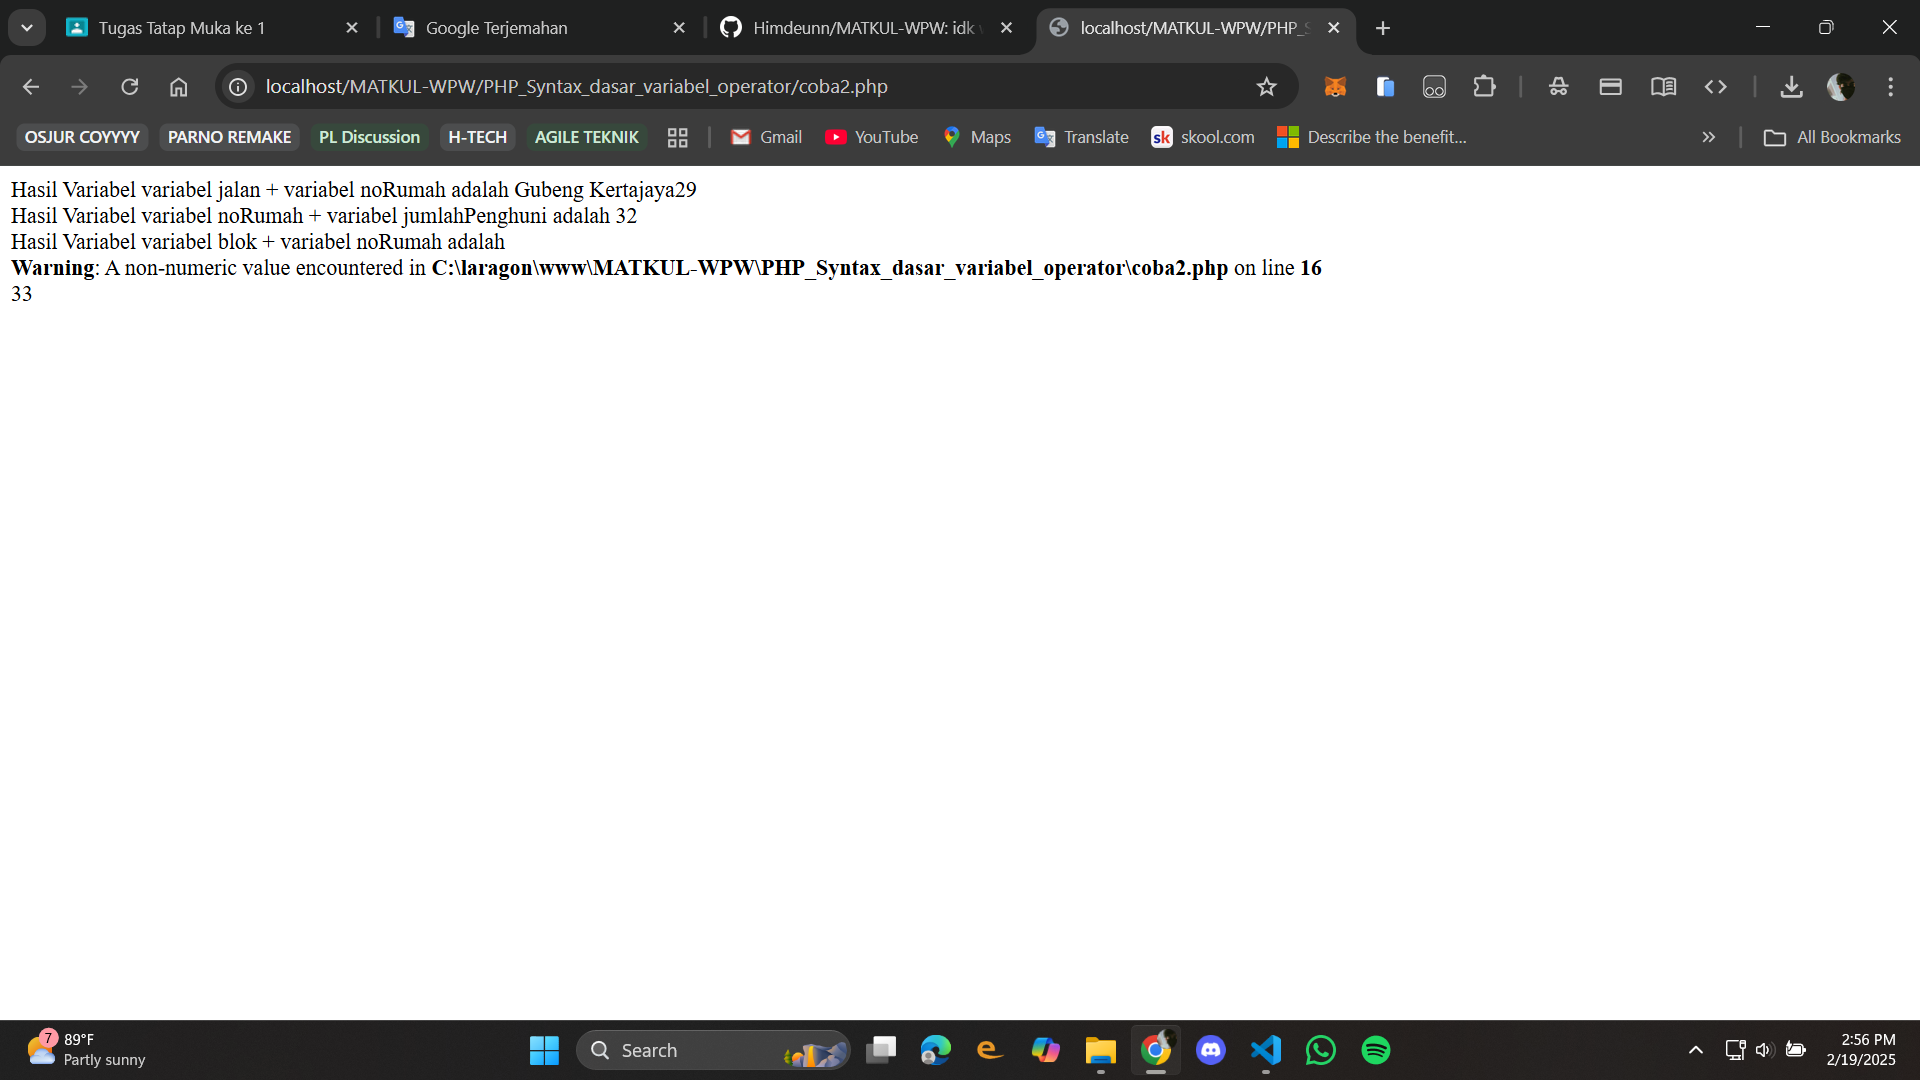 Tugas Tatap Muka ke 1
Google Terjemahan
Himdeunn/MATKUL-WPW: idk
localhost/MATKUL-WPW/PHP_S
localhost/MATKUL-WPW/PHP_Syntax_dasar_variabel_operator/coba2.php
OSJUR COYYYY
PARNO REMAKE
PL Discussion
H-TECH
AGILE TEKNIK
Gmail
YouTube
Maps
Translate
sk skool.com
Describe the benefit...
All Bookmarks
Hasil Variabel variabel jalan + variabel noRumah adalah Gubeng Kertajaya29
Hasil Variabel variabel noRumah + variabel jumlahPenghuni adalah 32
Hasil Variabel variabel blok + variabel noRumah adalah
Warning: A non-numeric value encountered in C:\laragon\www\MATKUL-WPW\PHP_Syntax_dasar_variabel_operator\coba2.php on line 16
33
7
89°F
Partly sunny
Search
2:56 PM
2/19/2025